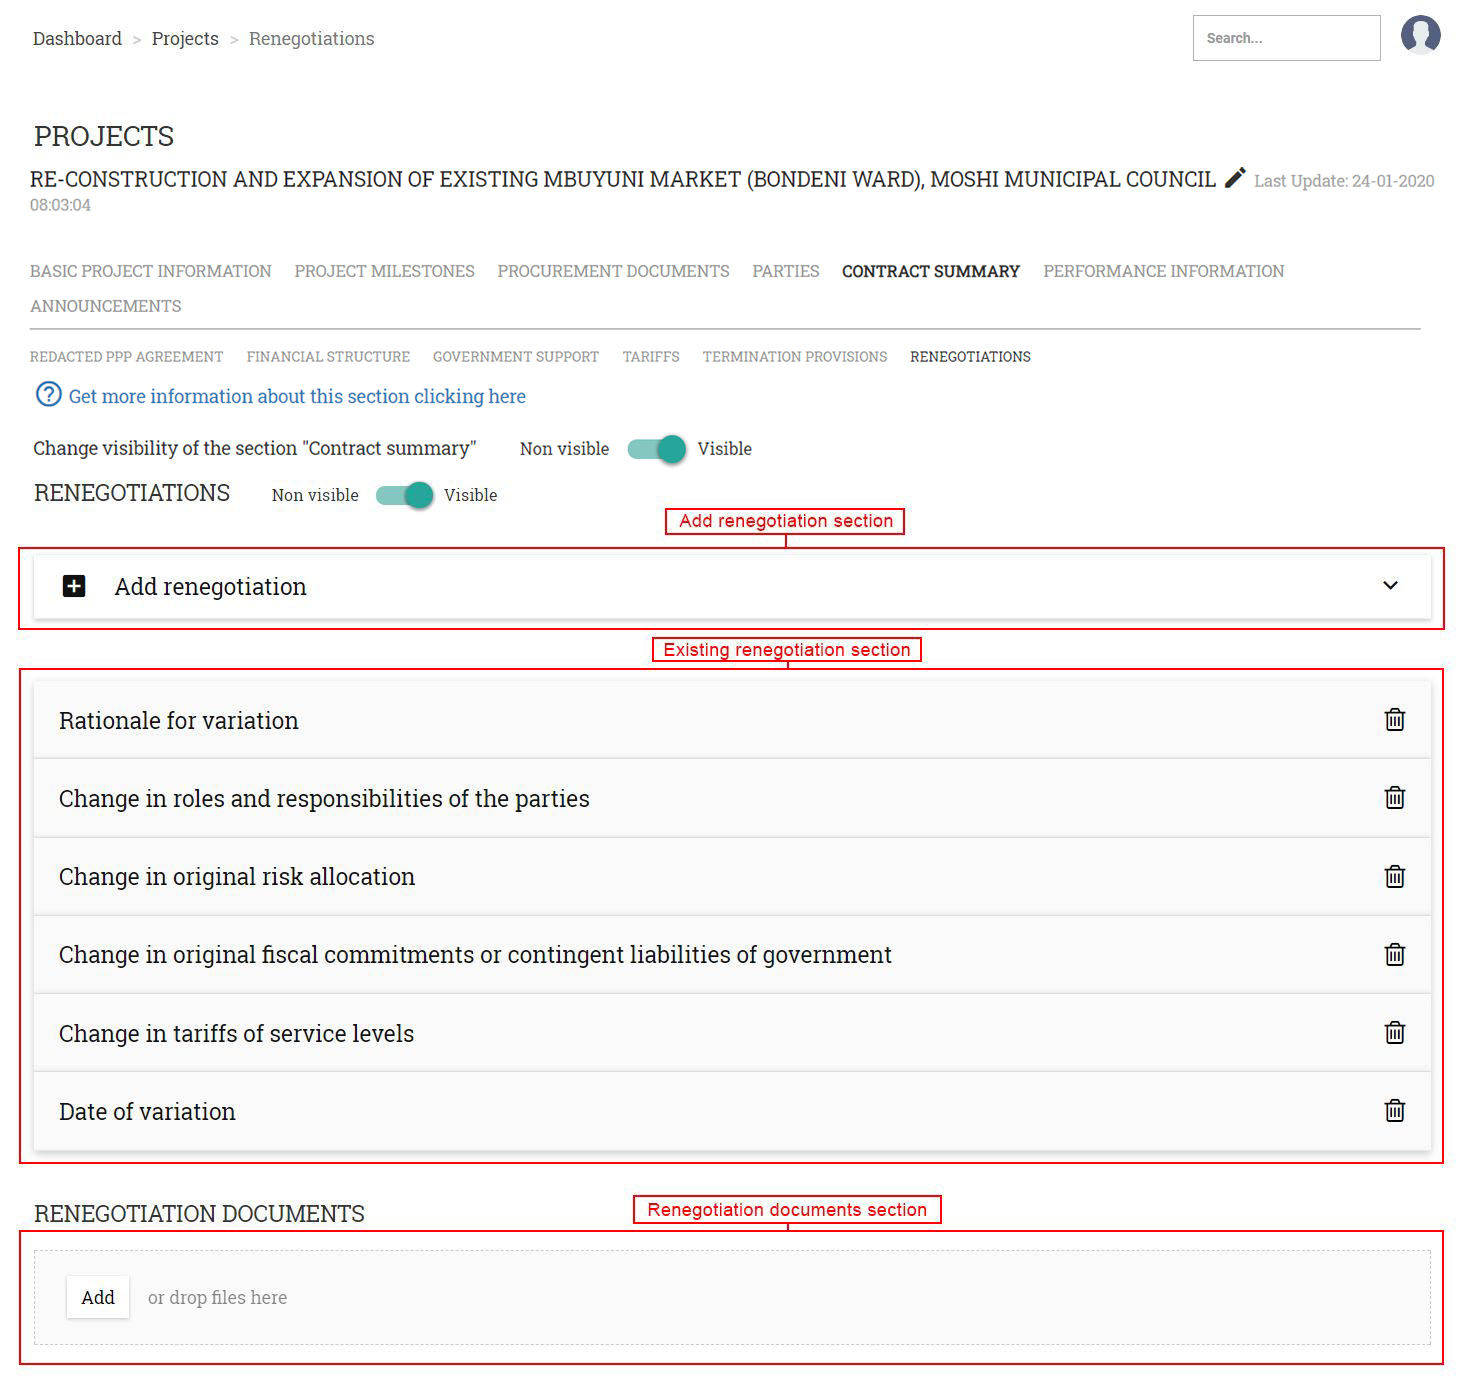 Dashboard > Projects > Renegotiations
Search...
PROJECTS
RE-CONSTRUCTION AND EXPANSION OF EXISTING MBUYUNI MARKET (BONDENI WARD), MOSHI MUNICIPAL COUNCIL Last Update: 24-01-2020
08:03:04
BASIC PROJECT INFORMATION PROJECT MILESTONES PROCUREMENT DOCUMENTS PARTIES CONTRACT SUMMARY PERFORMANCE INFORMATION
ANNOUNCEMENTS
REDACTED PPP AGREEMENT FINANCIAL STRUCTURE GOVERNMENT SUPPORT TARIFFS TERMINATION PROVISIONS RENEGOTIATIONS
? Get more information about this section clicking here
Change visibility of the section "Contract summary" Non visible Visible
RENEGOTIATIONS Non visible Visible
Add renegotiation section
Add renegotiation
Existing renegotiation section
Rationale for variation
Change in roles and responsibilities of the parties
Change in original risk allocation
Change in original fiscal commitments or contingent liabilities of government
Change in tariffs of service levels
Date of variation
RENEGOTIATION DOCUMENTS
Renegotiation documents section
Add or drop files here